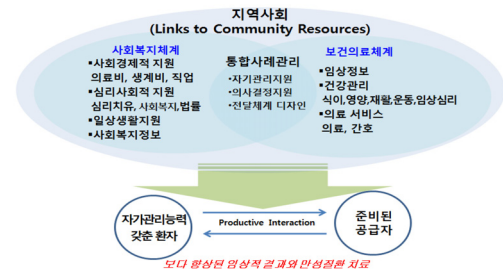 지역사회
(Links to Community Resources)
사회복지체계
▪사회경제적 지원
의료비, 생계비, 직업
▪심리사회적 지원
심리치유, 사회복지,법률
▪일상생활지원
▪사회복지정보
통합사례관리
▪자기관리지원
▪의사결정지원
▪전달체계 디자인
보건의료체계
▪임상정보
▪건강관리
식이,영양,재활,운동,임상심리
▪의료 서비스
의료, 간호
자기관리능력
갖춘 환자
Productive Interaction
준비된
공급자
보다 향상된 임상적 결과와 만성질환 치료